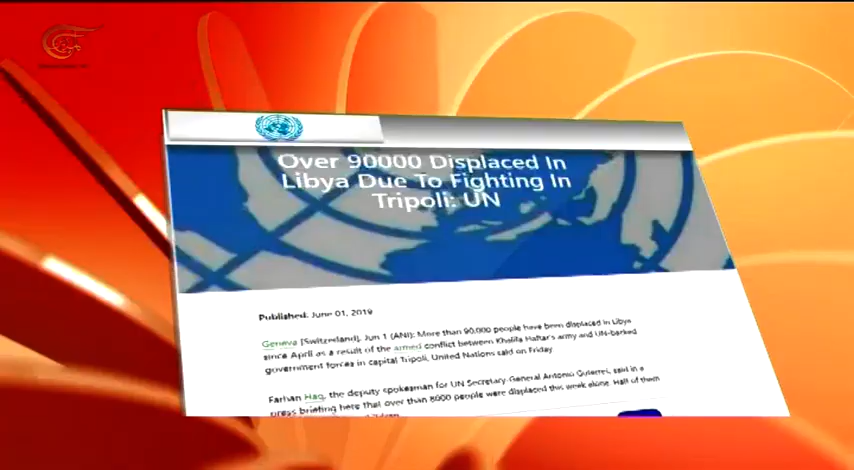 Over 90000 Displaced In
Libya Due To Fighting In
Tripoli: UN
Published: June 01, 2019
Geneva [Switzerland], Jun 1 (ANI): More than 90,000 people have been displaced in Libya
since April as a result of the armed conflict between Khalifa Haftar's army and UN-backed
government forces in capital Tripoli, United Nations said on Friday.
Farhan Haq, the deputy spokesman for UN Secretary-General Antonio Guterres, said in a
press briefing here that over 8000 people were displaced this week alone. Half of them